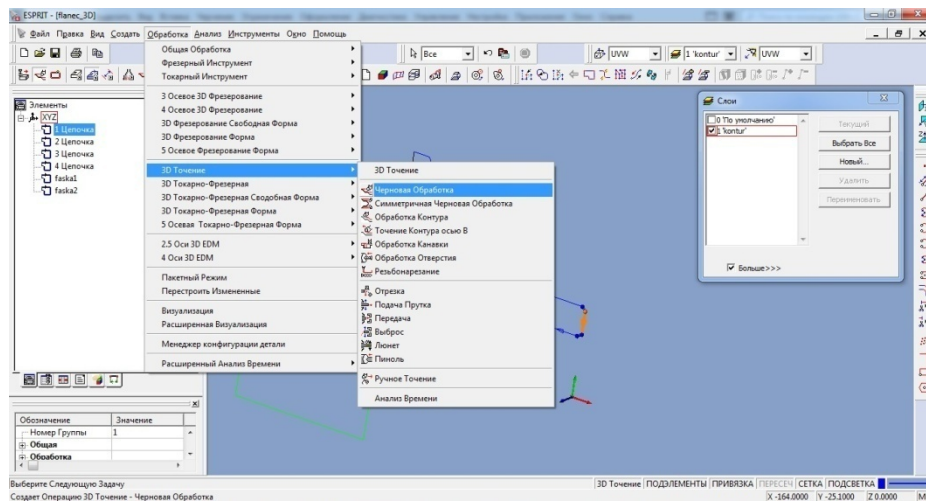 ESPRIT - [flanec_3D]
Файл Правка Вид Создать Обработка Анализ Инструменты Окно Помощь
Все
UVW
1 'kontur'
UVW
Элементы
XYZ
1 Цепочка
2 Цепочка
3 Цепочка
4 Цепочка
faska1
faska2
Общая Обработка
Фрезерный Инструмент
Токарный Инструмент
3 Осевое 3D Фрезерование
4 Осевое 3D Фрезерование
3D Фрезерование Свободная Форма
3D Фрезерование Форма
5 Осевое Фрезерование Форма
3D Точение
3D Токарно-Фрезерная
3D Токарно-Фрезерная Сводобная Форма
3D Токарно-Фрезерная Форма
5 Осевая Токарно-Фрезерная Форма
2.5 Оси 3D EDM
4 Оси 3D EDM
Пакетный Режим
Перестроить Измененные
Визуализация
Расширенная Визуализация
Менеджер конфигурации детали
Расширенный Анализ Времени
3D Точение
Черновая Обработка
Симметричная Черновая Обработка
Обработка Контура
Точение Контура осью B
Обработка Канавки
Обработка Отверстия
Резьбонарезание
Отрезка
Подача Прутка
Передача
Выброс
Люнет
Пиноль
Ручное Точение
Анализ Времени
Слои
0 'По умолчанию'
1 'kontur'
Текущий
Выбрать Все
Новый...
Удалить
Переименовать
Больше>>>
Обозначение Значение
Номер Группы 1
Общая
Обработка
Выберите Следующую Задачу
3D Точение ПОДЭЛЕМЕНТЫ ПРИВЯЗКА ПЕРЕСЕЧ СЕТКА ПОДСВЕТКА
Создает Операцию 3D Точение - Черновая Обработка
X -164.0000 Y -25.1000 Z 0.0000